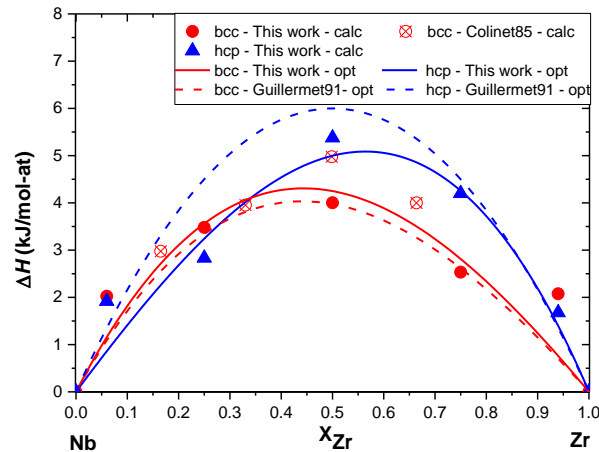 bcc - This work - calc
bcc - Colinet85 - calc
hcp - This work - calc
bcc - This work - opt
hcp - This work - opt
bcc - Guillermet91- opt
hcp - Guillermet91 - opt
8
7
6
5
4
3
2
1
0
ΔH (kJ/mol-at)
0.0 0.1 0.2 0.3 0.4 0.5 0.6 0.7 0.8 0.9 1.0
Nb XZr Zr